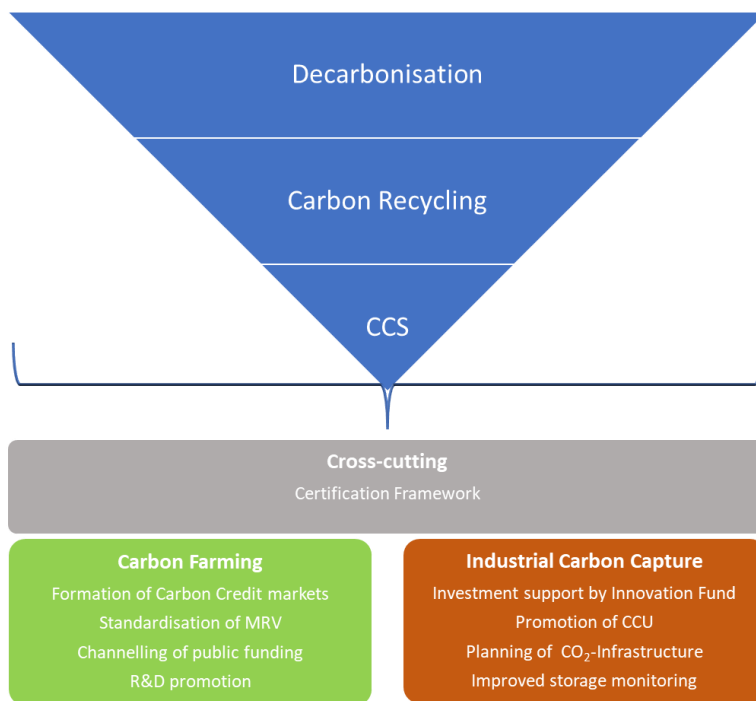 Decarbonisation
Carbon Recycling
CCS
Cross-cutting
Certification Framework
Carbon Farming
Formation of Carbon Credit markets
Standardisation of MRV
Channelling of public funding
R&D promotion
Industrial Carbon Capture
Investment support by Innovation Fund
Promotion of CCU
Planning of CO₂-Infrastructure
Improved storage monitoring